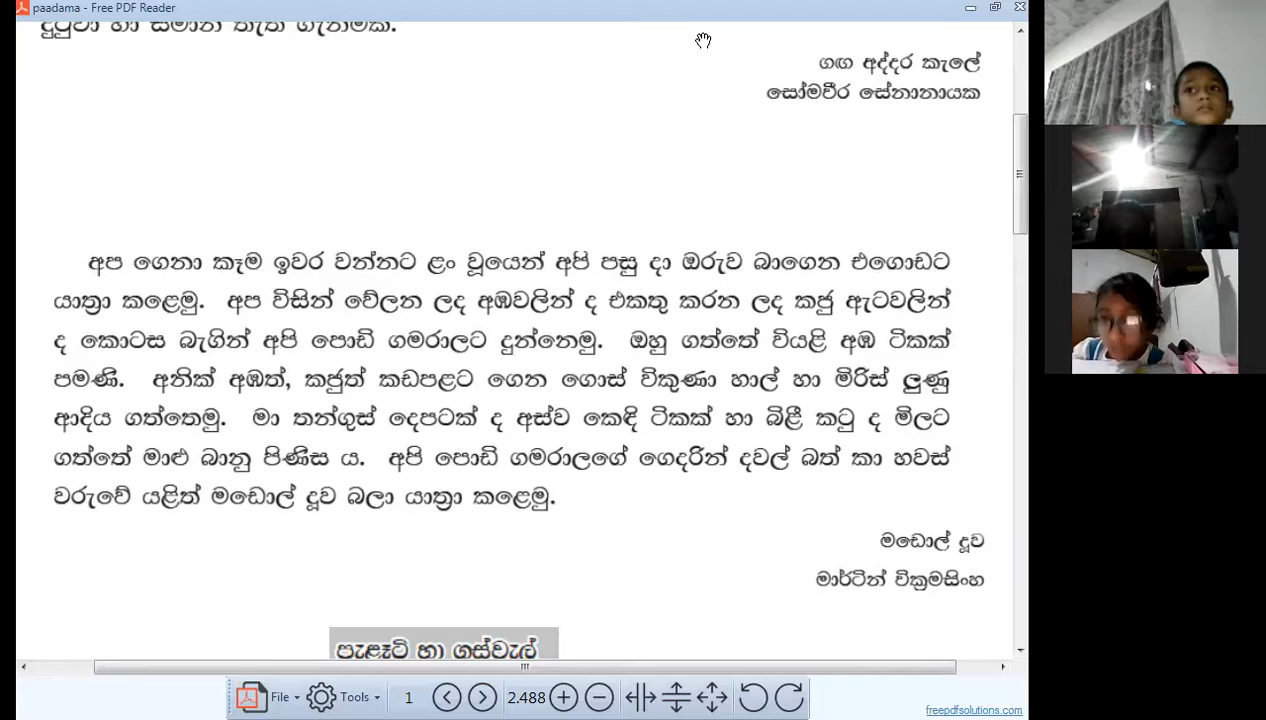 paadama - Free PDF Reader
දුටුවා හා සමාන තැති ගැනීමකි.
ගඟ අද්දර කැලේ
සෝමවීර සේනානායක
අප ගෙනා කෑම ඉවර වන්නට ළං වූයෙන් අපි පසු දා ඔරුව බාගෙන එගොඩට
යාත්‍රා කළෙමු. අප විසින් වේලන ලද අඹවලින් ද එකතු කරන ලද කජු ඇටවලින්
ද කොටස බැගින් අපි පොඩි ගමරාලට දුන්නෙමු. ඔහු ගත්තේ වියළි අඹ ටිකක්
පමණි. අනික් අඹත්, කජුත් කඩපළට ගෙන ගොස් විකුණා හාල් හා මිරිස් ලුණු
ආදිය ගත්තෙමු. මා තන්ගුස් දෙපටක් ද අස්ව කෙඳි ටිකක් හා බිළී කටු ද මිලට
ගත්තේ මාළු බානු පිණිස ය. අපි පොඩි ගමරාලගේ ගෙදරින් දවල් බත් කා හවස්
වරුවේ යළිත් මඩොල් දූව බලා යාත්‍රා කළෙමු.
මඩොල් දූව
මාර්ටින් වික්‍රමසිංහ
පැළෑටි හා ගස්වැල්
File Tools 1 2.488
freepdfsolutions.com